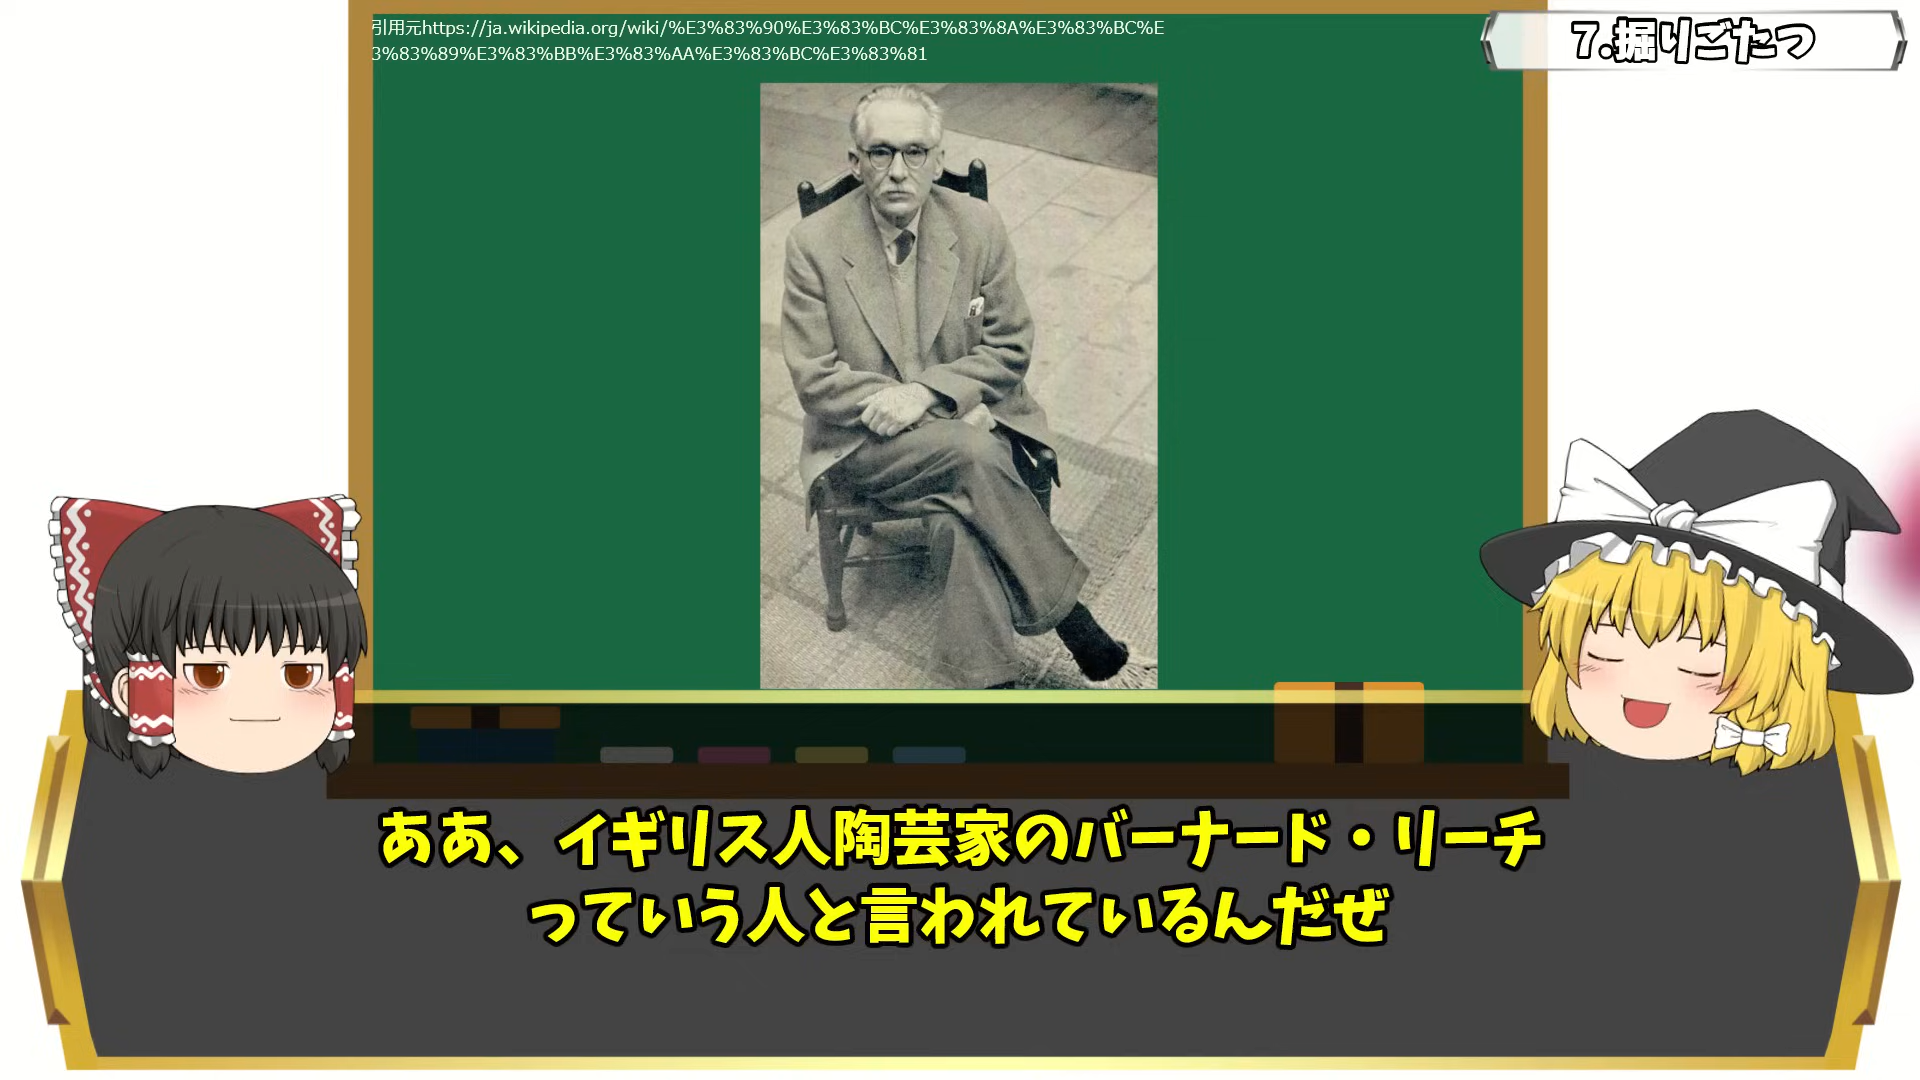 引用元https://ja.wikipedia.org/wiki/%E3%83%90%E3%83%BC%E3%83%8A%E3%83%BC%E
3%83%89%E3%83%BB%E3%83%AA%E3%83%BC%E3%83%81
7.掘りごたつ
ああ、イギリス人陶芸家のバーナード・リーチ
っていう人と言われているんだぜ